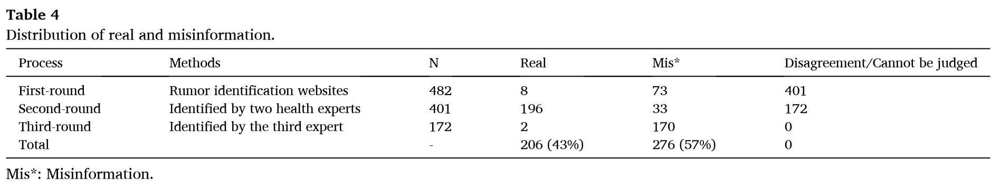 Table 4
Distribution of real and misinformation.
Process Methods N Real Mis* Disagreement/Cannot be judged
First-round Rumor identification websites 482 8 73 401
Second-round Identified by two health experts 401 196 33 172
Third-round Identified by the third expert 172 2 170 0
Total - 206 (43%) 276 (57%) 0
Mis*: Misinformation.